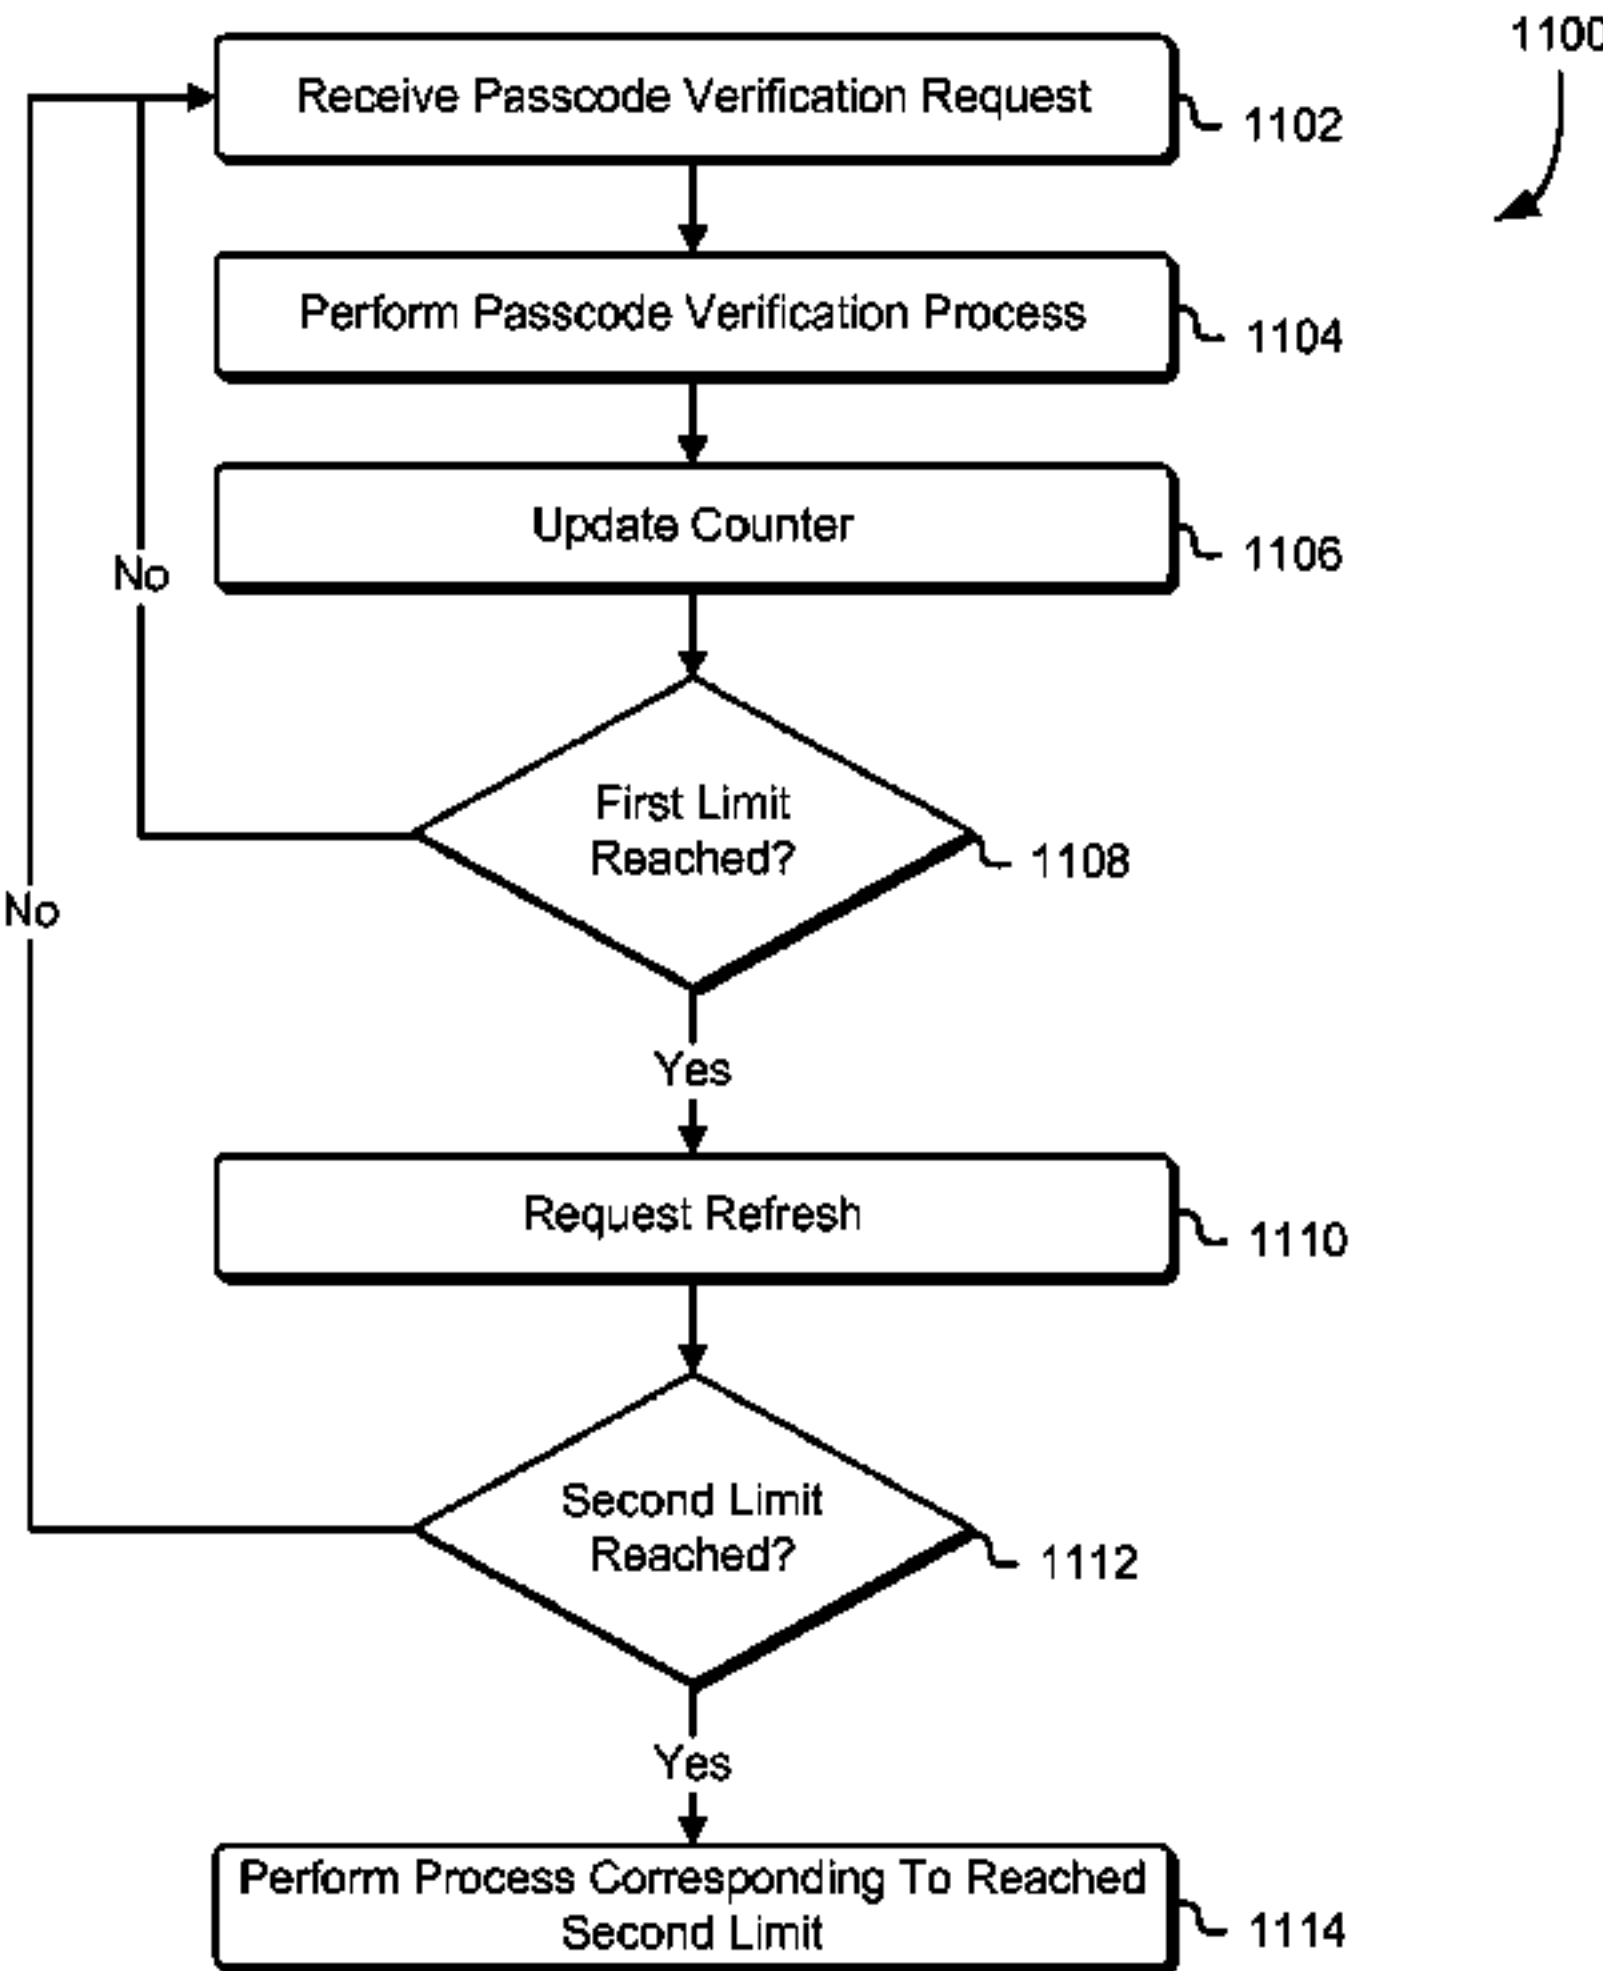 1100
Receive Passcode Verification Request
1102
Perform Passcode Verification Process
1104
Update Counter
1106
No
First Limit
Reached?
1108
No
Yes
Request Refresh
1110
Second Limit
Reached?
1112
Yes
Perform Process Corresponding To Reached
Second Limit
1114